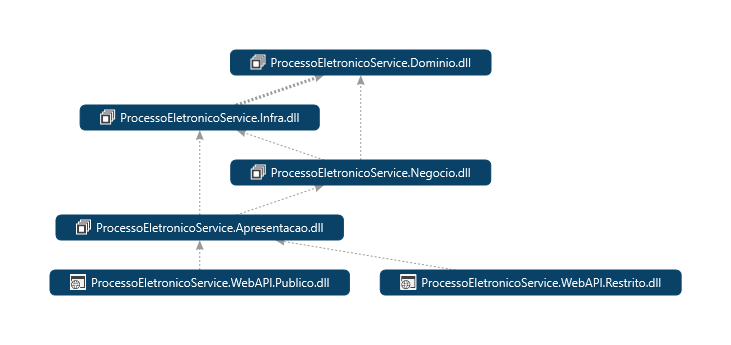 ProcessoEletronicoService.Dominio.dll
ProcessoEletronicoService.Infra.dll
ProcessoEletronicoService.Negocio.dll
ProcessoEletronicoService.Apresentacao.dll
ProcessoEletronicoService.WebAPI.Publico.dll
ProcessoEletronicoService.WebAPI.Restrito.dll